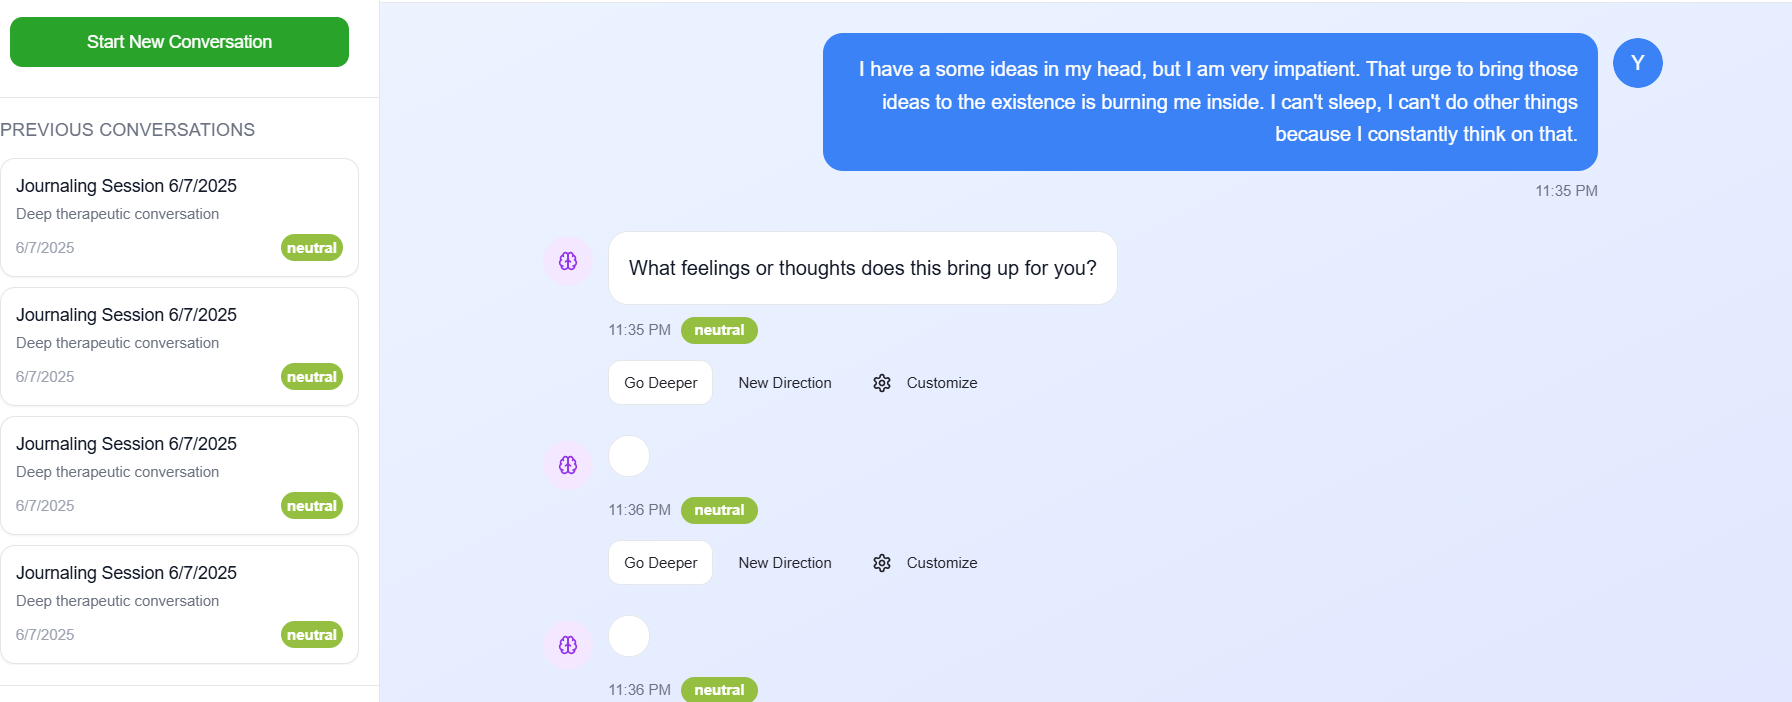 Start New Conversation
PREVIOUS CONVERSATIONS
Journaling Session 6/7/2025
Deep therapeutic conversation
6/7/2025 neutral
Journaling Session 6/7/2025
Deep therapeutic conversation
6/7/2025 neutral
Journaling Session 6/7/2025
Deep therapeutic conversation
6/7/2025 neutral
Journaling Session 6/7/2025
Deep therapeutic conversation
6/7/2025 neutral
I have a some ideas in my head, but I am very impatient. That urge to bring those
ideas to the existence is burning me inside. I can't sleep, I can't do other things
because I constantly think on that.
Y
11:35 PM
What feelings or thoughts does this bring up for you?
11:35 PM neutral
Go Deeper New Direction Customize
11:36 PM neutral
Go Deeper New Direction Customize
11:36 PM neutral